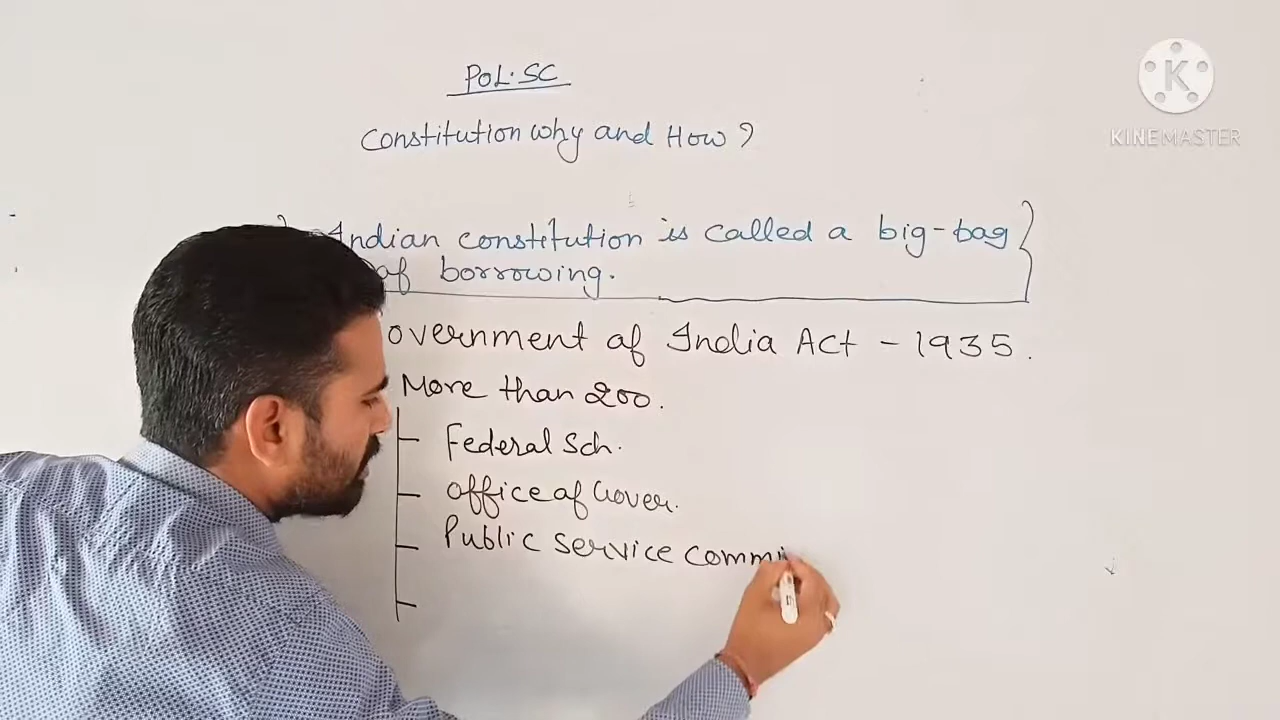 POL.SC
Constitution why and How?
Indian constitution is called a big-bag
of borrowing.
overnment of India Act - 1935.
More than 200.
Federal Sch.
office of Gover.
Public Service Commi
K
KINEMASTER